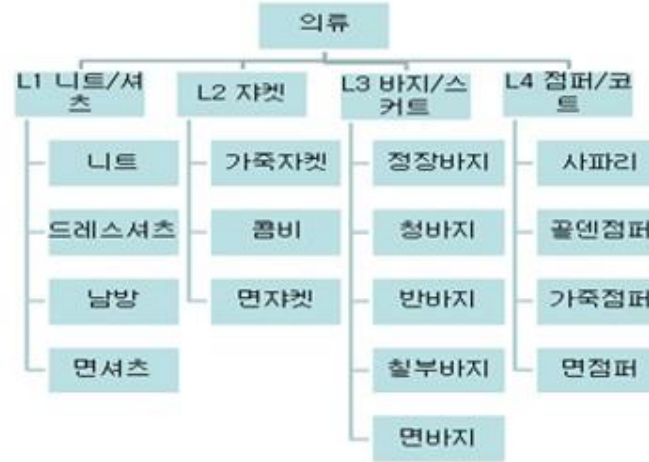 의류
L1 니트/셔
츠
L2 쟈켓
L3 바지/스
커트
L4 점퍼/코
트
니트
드레스셔츠
남방
면셔츠
가죽자켓
콤비
면쟈켓
정장바지
청바지
반바지
칠부바지
면바지
사파리
골덴점퍼
가죽점퍼
면점퍼